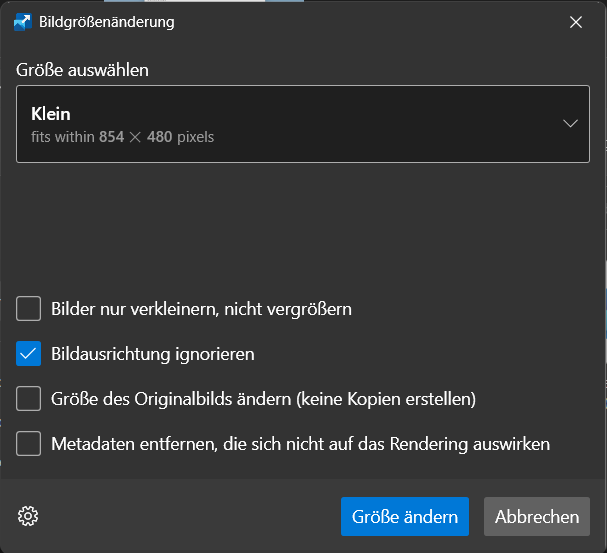 Bildgrößenänderung
Größe auswählen
Klein
fits within 854 × 480 pixels
Bilder nur verkleinern, nicht vergrößern
Bildausrichtung ignorieren
Größe des Originalbilds ändern (keine Kopien erstellen)
Metadaten entfernen, die sich nicht auf das Rendering auswirken
Größe ändern Abbrechen